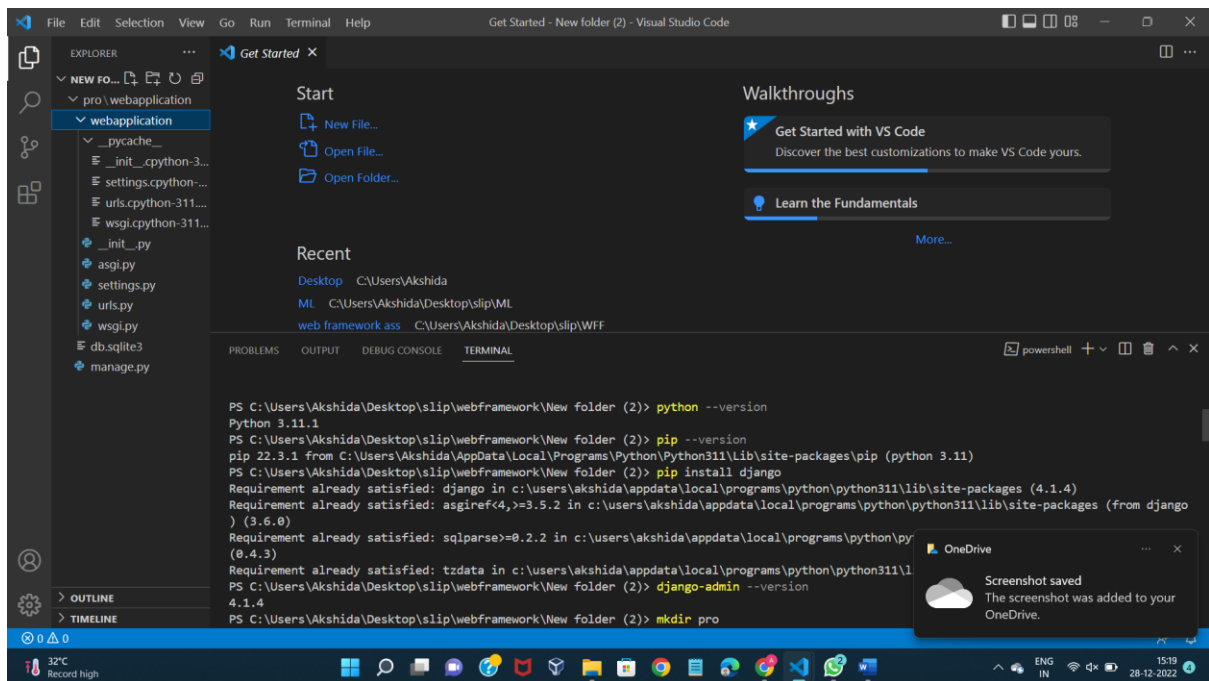 File Edit Selection View Go Run Terminal Help
Get Started - New folder (2) - Visual Studio Code
EXPLORER
Get Started
NEW FO...
pro\webapplication
webapplication
__pycache__
__init__.cpython-3...
settings.cpython-...
urls.cpython-311....
wsgi.cpython-311...
__init__.py
asgi.py
settings.py
urls.py
wsgi.py
db.sqlite3
manage.py
OUTLINE
TIMELINE
Start
New File...
Open File...
Open Folder...
Recent
Desktop C:\Users\Akshida
ML C:\Users\Akshida\Desktop\slip\ML
web framework ass C:\Users\Akshida\Desktop\slip\WFF
Walkthroughs
Get Started with VS Code
Discover the best customizations to make VS Code yours.
Learn the Fundamentals
More...
PROBLEMS OUTPUT DEBUG CONSOLE TERMINAL
powershell
PS C:\Users\Akshida\Desktop\slip\webframework\New folder (2)> python --version
Python 3.11.1
PS C:\Users\Akshida\Desktop\slip\webframework\New folder (2)> pip --version
pip 22.3.1 from C:\Users\Akshida\AppData\Local\Programs\Python\Python311\Lib\site-packages\pip (python 3.11)
PS C:\Users\Akshida\Desktop\slip\webframework\New folder (2)> pip install django
Requirement already satisfied: django in c:\users\akshida\appdata\local\programs\python\python311\lib\site-packages (4.1.4)
Requirement already satisfied: asgiref<4,>=3.5.2 in c:\users\akshida\appdata\local\programs\python\python311\lib\site-packages (from django
) (3.6.0)
Requirement already satisfied: sqlparse>=0.2.2 in c:\users\akshida\appdata\local\programs\python\py
(0.4.3)
Requirement already satisfied: tzdata in c:\users\akshida\appdata\local\programs\python\python311\l
PS C:\Users\Akshida\Desktop\slip\webframework\New folder (2)> django-admin --version
4.1.4
PS C:\Users\Akshida\Desktop\slip\webframework\New folder (2)> mkdir pro
OneDrive
Screenshot saved
The screenshot was added to your
OneDrive.
0 0
32°C
Record high
ENG
IN
15:19
28-12-2022
4
2